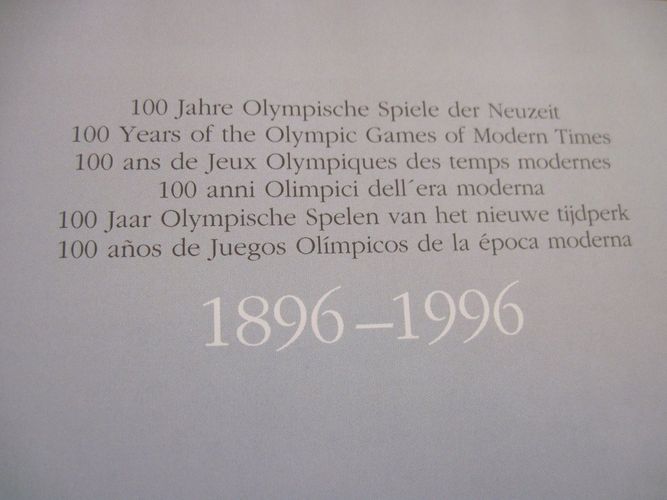 100 Jahre Olympische Spiele der Neuzeit
100 Years of the Olympic Games of Modern Times
100 ans de Jeux Olympiques des temps modernes
100 anni Olimpici dell´era moderna
100 Jaar Olympische Spelen van het nieuwe tijdperk
100 años de Juegos Olímpicos de la época moderna
1896–1996